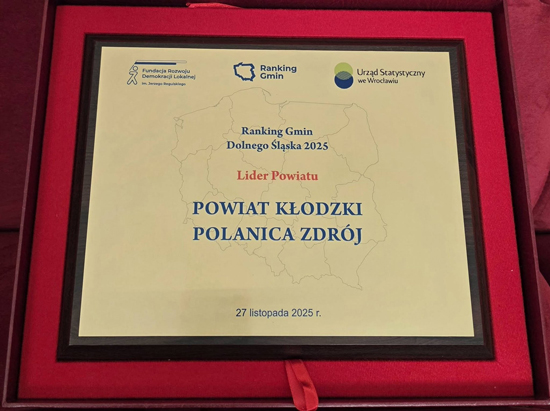 Fundacja Rozwoju
Demokracji Lokalnej
im. Jerzego Regulskiego
Ranking
Gmin
Urząd Statystyczny
we Wrocławiu
Ranking Gmin
Dolnego Śląska 2025
Lider Powiatu
POWIAT KŁODZKI
POLANICA ZDRÓJ
27 listopada 2025 r.